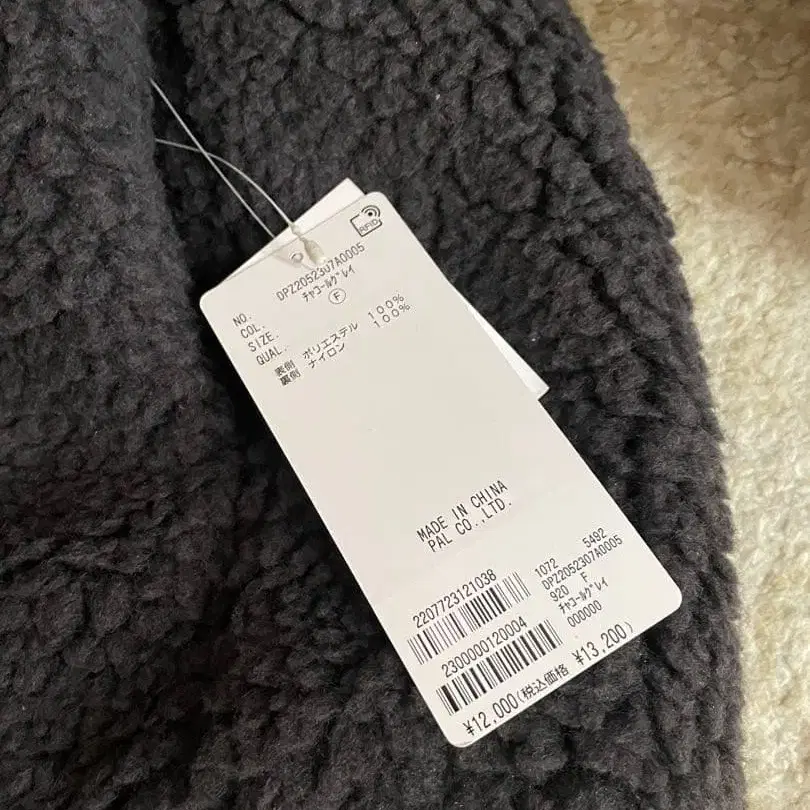 RFID
NO. DPZ2052307A0005
COL. チャコールグレイ
SIZE. F
QUAL.
表側 ポリエステル 100%
裏側 ナイロン 100%
MADE IN CHINA
PAL CO.,LTD.
2207723121038
1072 5492
DPZ2052307A0005
920 F
チャコールグレイ
000000
2300000120004
¥12,000(税込価格 ¥13,200)